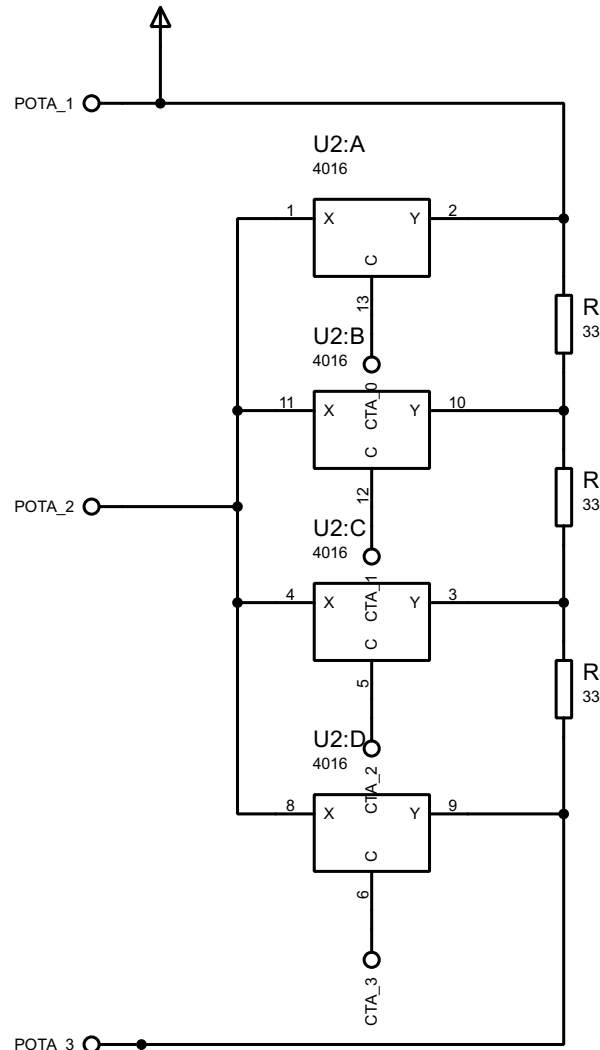 POTA_1
U2:A
4016
1
X
Y
2
C
13
R
33
U2:B
4016
CTA_0
11
X
Y
10
C
12
R
33
POTA_2
U2:C
4016
CTA_1
4
X
Y
3
C
5
R
33
U2:D
4016
CTA_2
8
X
Y
9
C
6
CTA_3
POTA_3